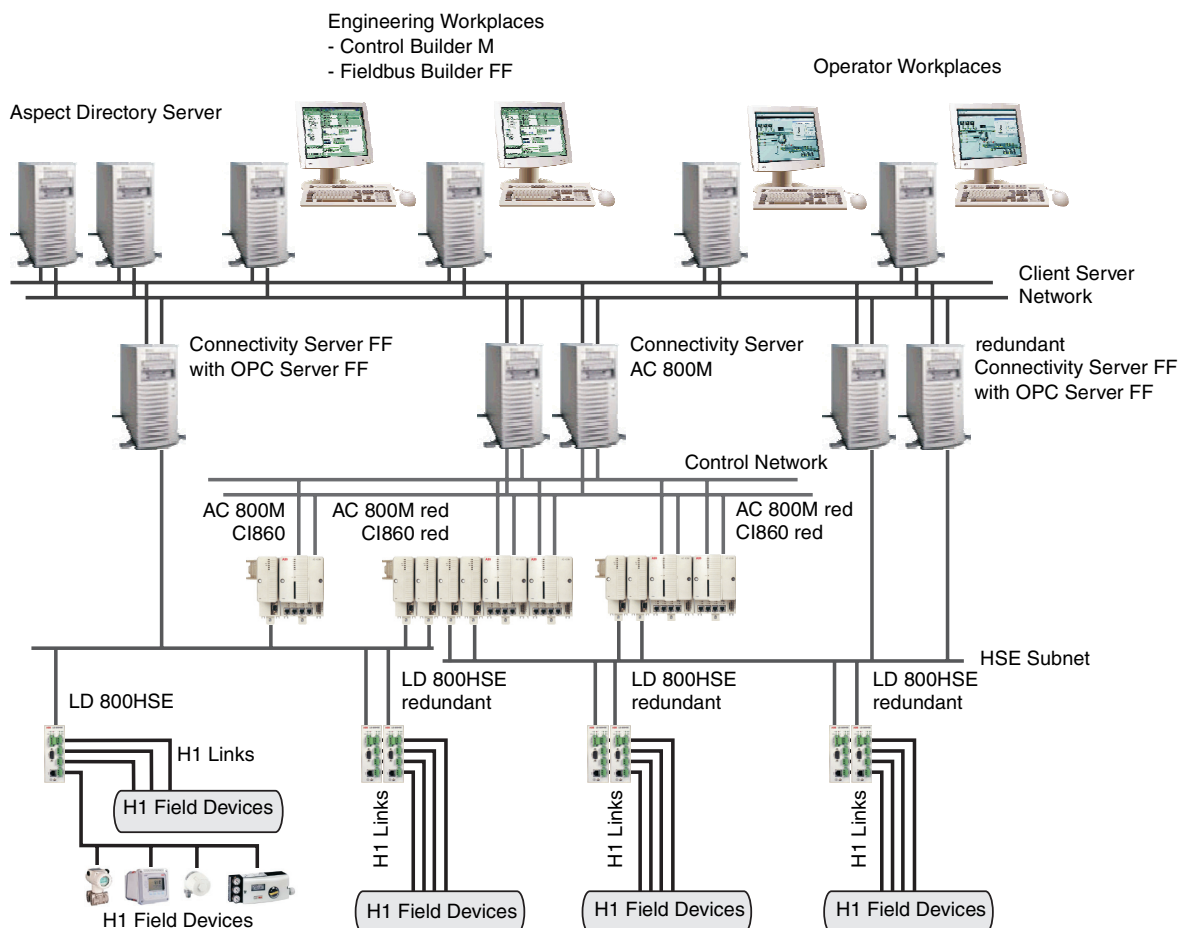 Engineering Workplaces
- Control Builder M
- Fieldbus Builder FF
Operator Workplaces
Aspect Directory Server
Client Server
Network
Connectivity Server FF
with OPC Server FF
Connectivity Server
AC 800M
redundant
Connectivity Server FF
with OPC Server FF
Control Network
AC 800M
CI860
AC 800M red
CI860 red
AC 800M red
CI860 red
HSE Subnet
LD 800HSE
LD 800HSE
redundant
LD 800HSE
redundant
LD 800HSE
redundant
H1 Links
H1 Field Devices
H1 Links
H1 Links
H1 Links
H1 Field Devices
H1 Field Devices
H1 Field Devices
H1 Field Devices